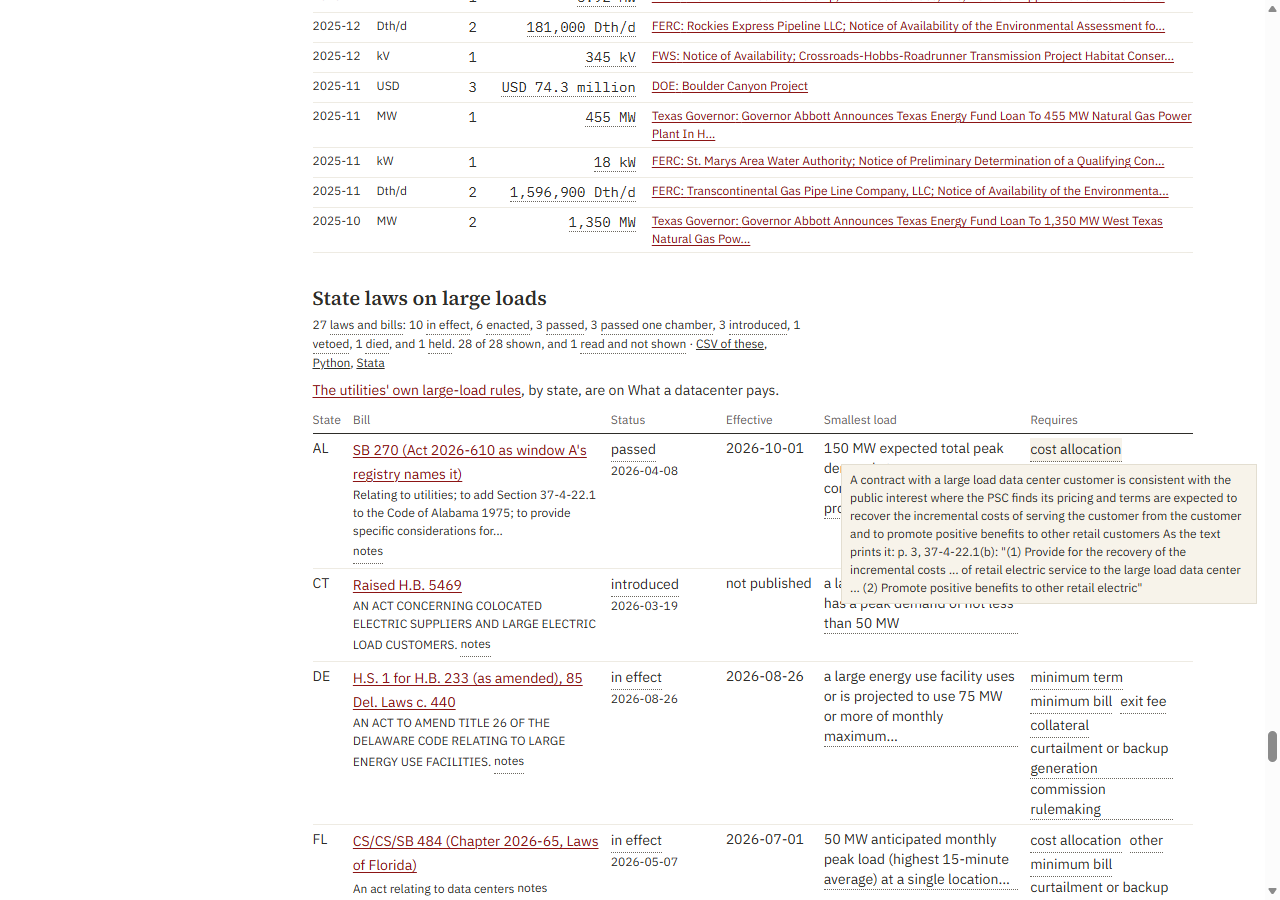 2025-12 Dth/d 2 181,000 Dth/d FERC: Rockies Express Pipeline LLC; Notice of Availability of the Environmental Assessment fo...
2025-12 kV 1 345 kV FWS: Notice of Availability; Crossroads-Hobbs-Roadrunner Transmission Project Habitat Conser...
2025-11 USD 3 USD 74.3 million DOE: Boulder Canyon Project
2025-11 MW 1 455 MW Texas Governor: Governor Abbott Announces Texas Energy Fund Loan To 455 MW Natural Gas Power
Plant In H...
2025-11 kW 1 18 kW FERC: St. Marys Area Water Authority; Notice of Preliminary Determination of a Qualifying Con...
2025-11 Dth/d 2 1,596,900 Dth/d FERC: Transcontinental Gas Pipe Line Company, LLC; Notice of Availability of the Environmenta...
2025-10 MW 2 1,350 MW Texas Governor: Governor Abbott Announces Texas Energy Fund Loan To 1,350 MW West Texas
Natural Gas Pow...
State laws on large loads
27 laws and bills: 10 in effect, 6 enacted, 3 passed, 3 passed one chamber, 3 introduced, 1
vetoed, 1 died, and 1 held. 28 of 28 shown, and 1 read and not shown · CSV of these,
Python, Stata
The utilities' own large-load rules, by state, are on What a datacenter pays.
State Bill Status Effective Smallest load Requires
AL SB 270 (Act 2026-610 as window A's
registry names it)
Relating to utilities; to add Section 37-4-22.1
to the Code of Alabama 1975; to provide
specific considerations for...
notes
passed
2026-04-08
2026-10-01
150 MW expected total peak
cost allocation
A contract with a large load data center customer is consistent with the
public interest where the PSC finds its pricing and terms are expected to
recover the incremental costs of serving the customer from the customer
and to promote positive benefits to other retail customers As the text
prints it: p. 3, 37-4-22.1(b): "(1) Provide for the recovery of the
incremental costs ... of retail electric service to the large load data center
... (2) Promote positive benefits to other retail electric"
CT Raised H.B. 5469
AN ACT CONCERNING COLOCATED
ELECTRIC SUPPLIERS AND LARGE ELECTRIC
LOAD CUSTOMERS. notes
introduced
2026-03-19
not published
has a peak demand of not less
than 50 MW
DE H.S. 1 for H.B. 233 (as amended), 85
Del. Laws c. 440
AN ACT TO AMEND TITLE 26 OF THE
DELAWARE CODE RELATING TO LARGE
ENERGY USE FACILITIES. notes
in effect
2026-08-26
2026-08-26
a large energy use facility uses
or is projected to use 75 MW
or more of monthly
maximum...
minimum term
minimum bill exit fee
collateral
curtailment or backup
generation
commission
rulemaking
FL CS/CS/SB 484 (Chapter 2026-65, Laws
of Florida)
An act relating to data centers notes
in effect
2026-05-07
2026-07-01
50 MW anticipated monthly
peak load (highest 15-minute
average) at a single location...
cost allocation other
minimum bill
curtailment or backup